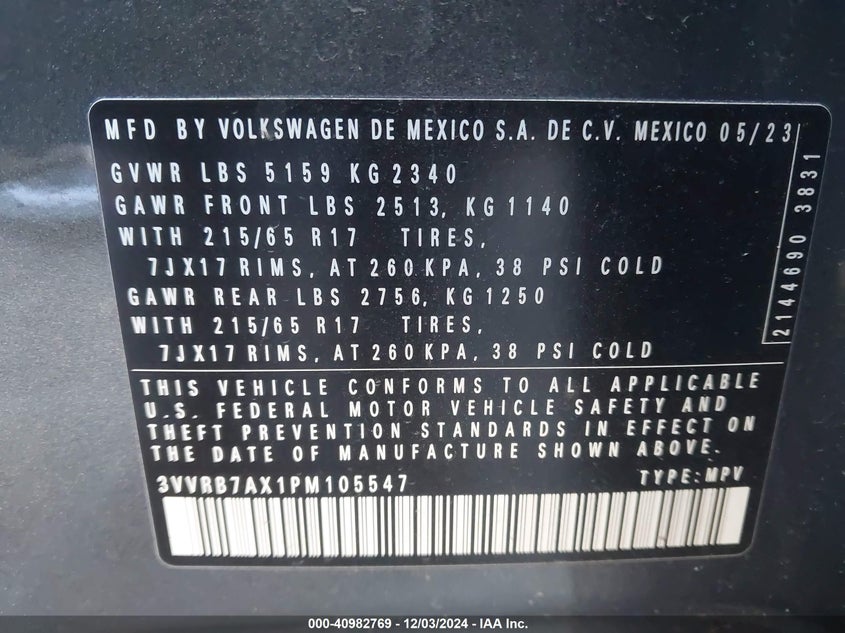 MFD BY VOLKSWAGEN DE MEXICO S.A. DE C.V. MEXICO 05/23
GVWR LBS 5159 KG 2340
GAWR FRONT LBS 2513, KG 1140
WITH 215/65 R17 TIRES,
7JX17 RIMS, AT 260 KPA, 38 PSI COLD
GAWR REAR LBS 2756, KG 1250
WITH 215/65 R17 TIRES,
7JX17 RIMS, AT 260 KPA, 38 PSI COLD
2144690 3831
THIS VEHICLE CONFORMS TO ALL APPLICABLE
U.S. FEDERAL MOTOR VEHICLE SAFETY AND
THEFT PREVENTION STANDARDS IN EFFECT ON
THE DATE OF MANUFACTURE SHOWN ABOVE.
3VVRB7AX1PM105547 TYPE: MPV
000-40982769 - 12/03/2024 - IAA Inc.